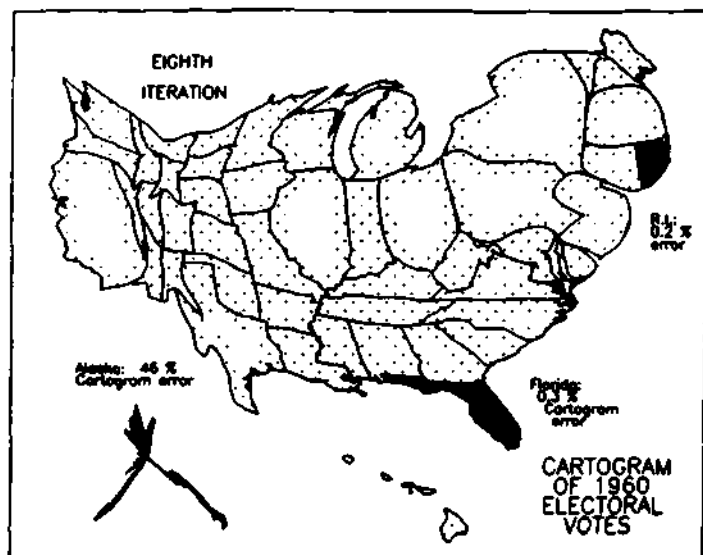 EIGHTH
ITERATION
R.I.:
0.2 %
error
Alaska: 46 %
Cartogram error
Florida:
0.3 %
Cartogram
error
CARTOGRAM
OF 1960
ELECTORAL
VOTES